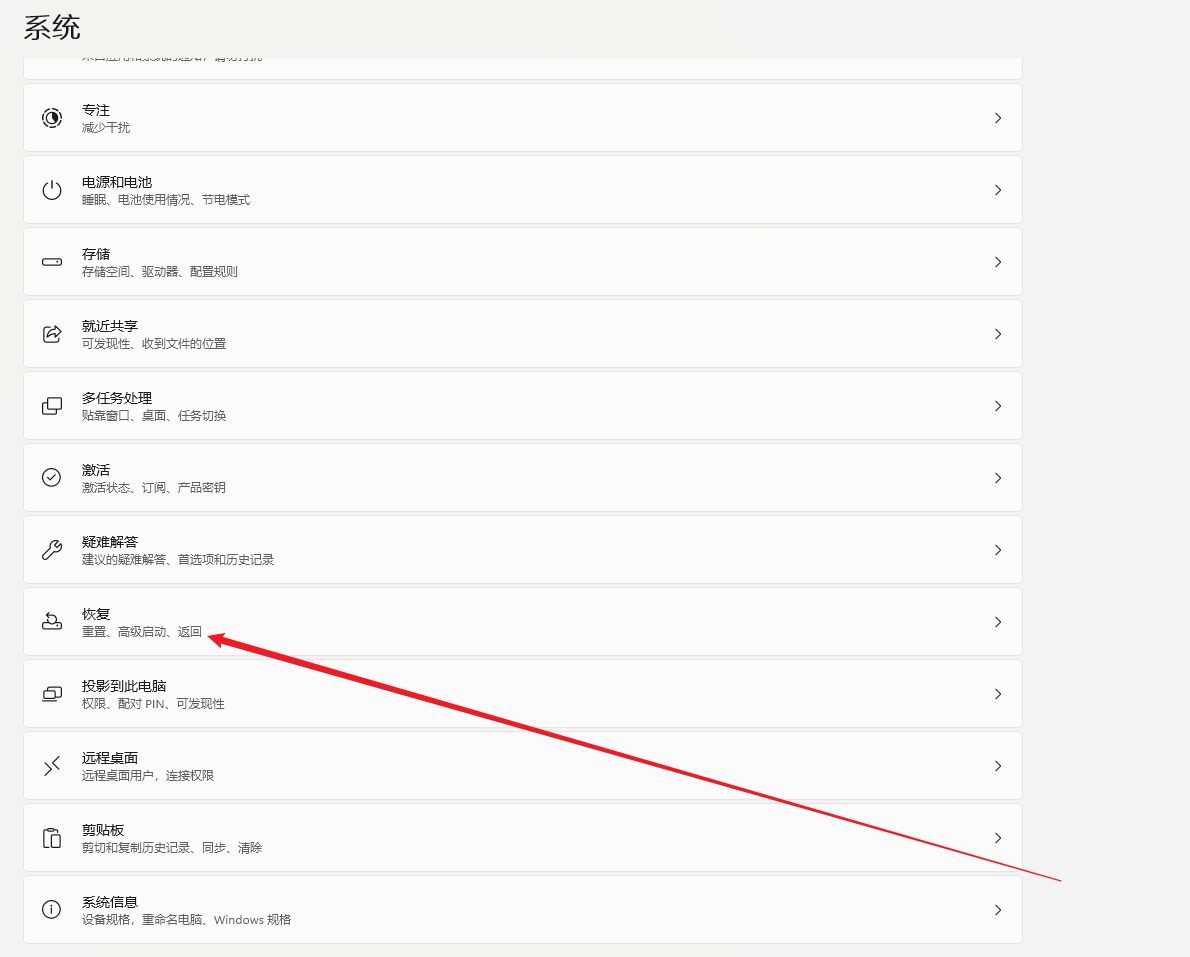 系统
专注
减少干扰
电源和电池
睡眠、电池使用情况、节电模式
存储
存储空间、驱动器、配置规则
就近共享
可发现性、收到文件的位置
多任务处理
贴靠窗口、桌面、任务切换
激活
激活状态、订阅、产品密钥
疑难解答
建议的疑难解答、首选项和历史记录
恢复
重置、高级启动、返回
投影到此电脑
权限、配对 PIN、可发现性
远程桌面
远程桌面用户，连接权限
剪贴板
剪切和复制历史记录、同步、清除
系统信息
设备规格，重命名电脑、Windows 规格